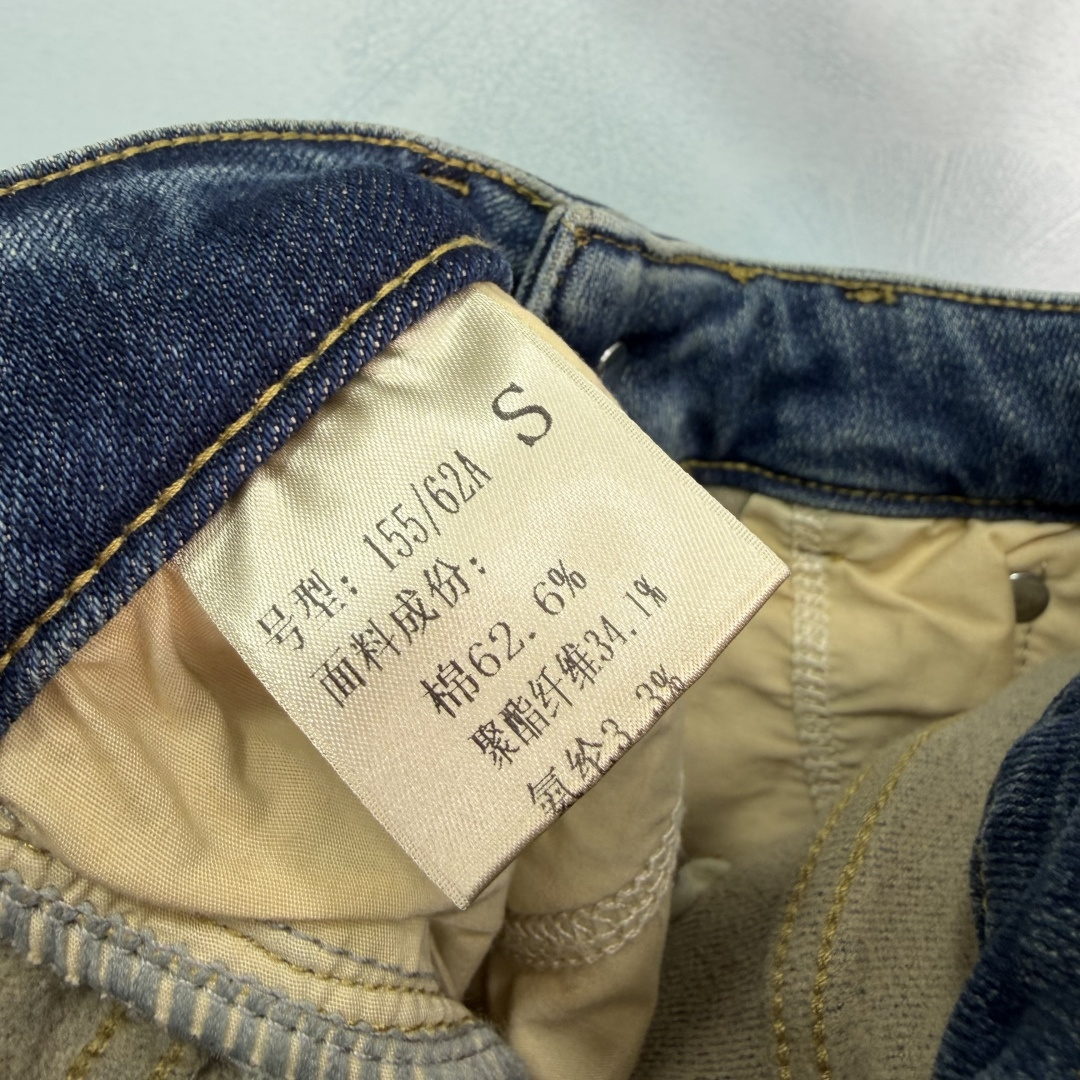 S
号型：155/62A
面料成份：
棉62.6%
聚酯纤维34.1%
氨纶3.3%